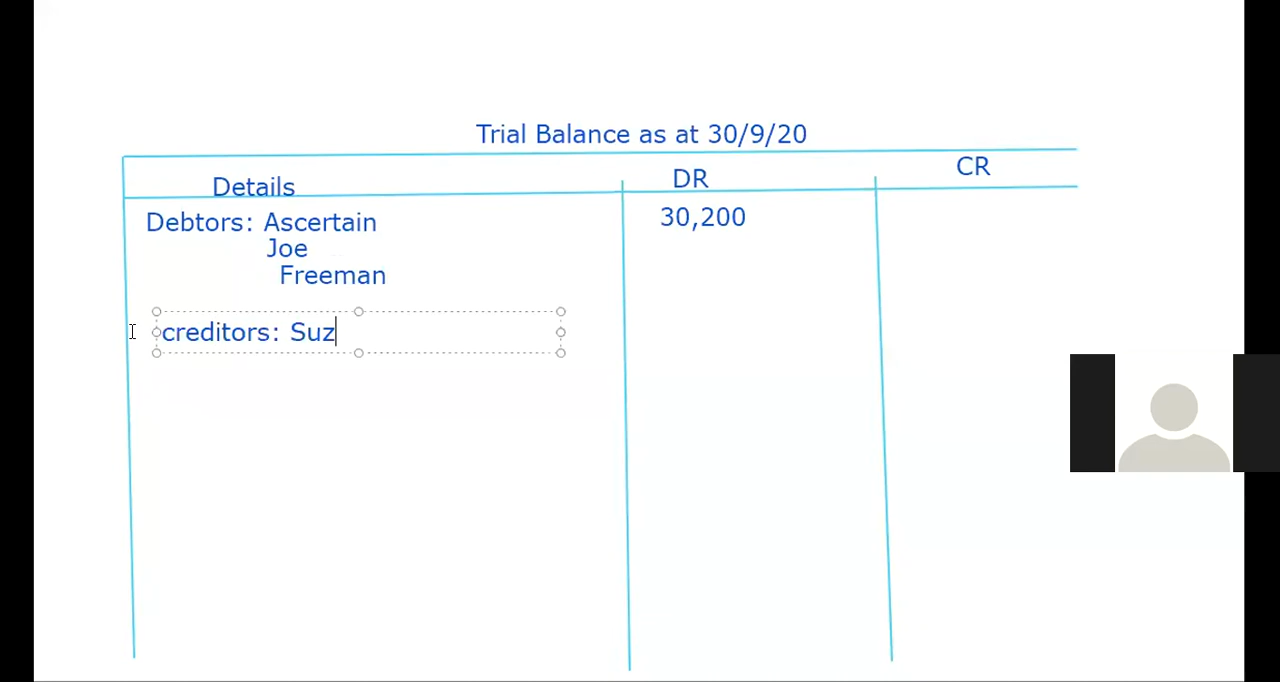 Trial Balance as at 30/9/20
Details DR CR
Debtors: Ascertain 30,200
Joe
Freeman
creditors: Suz